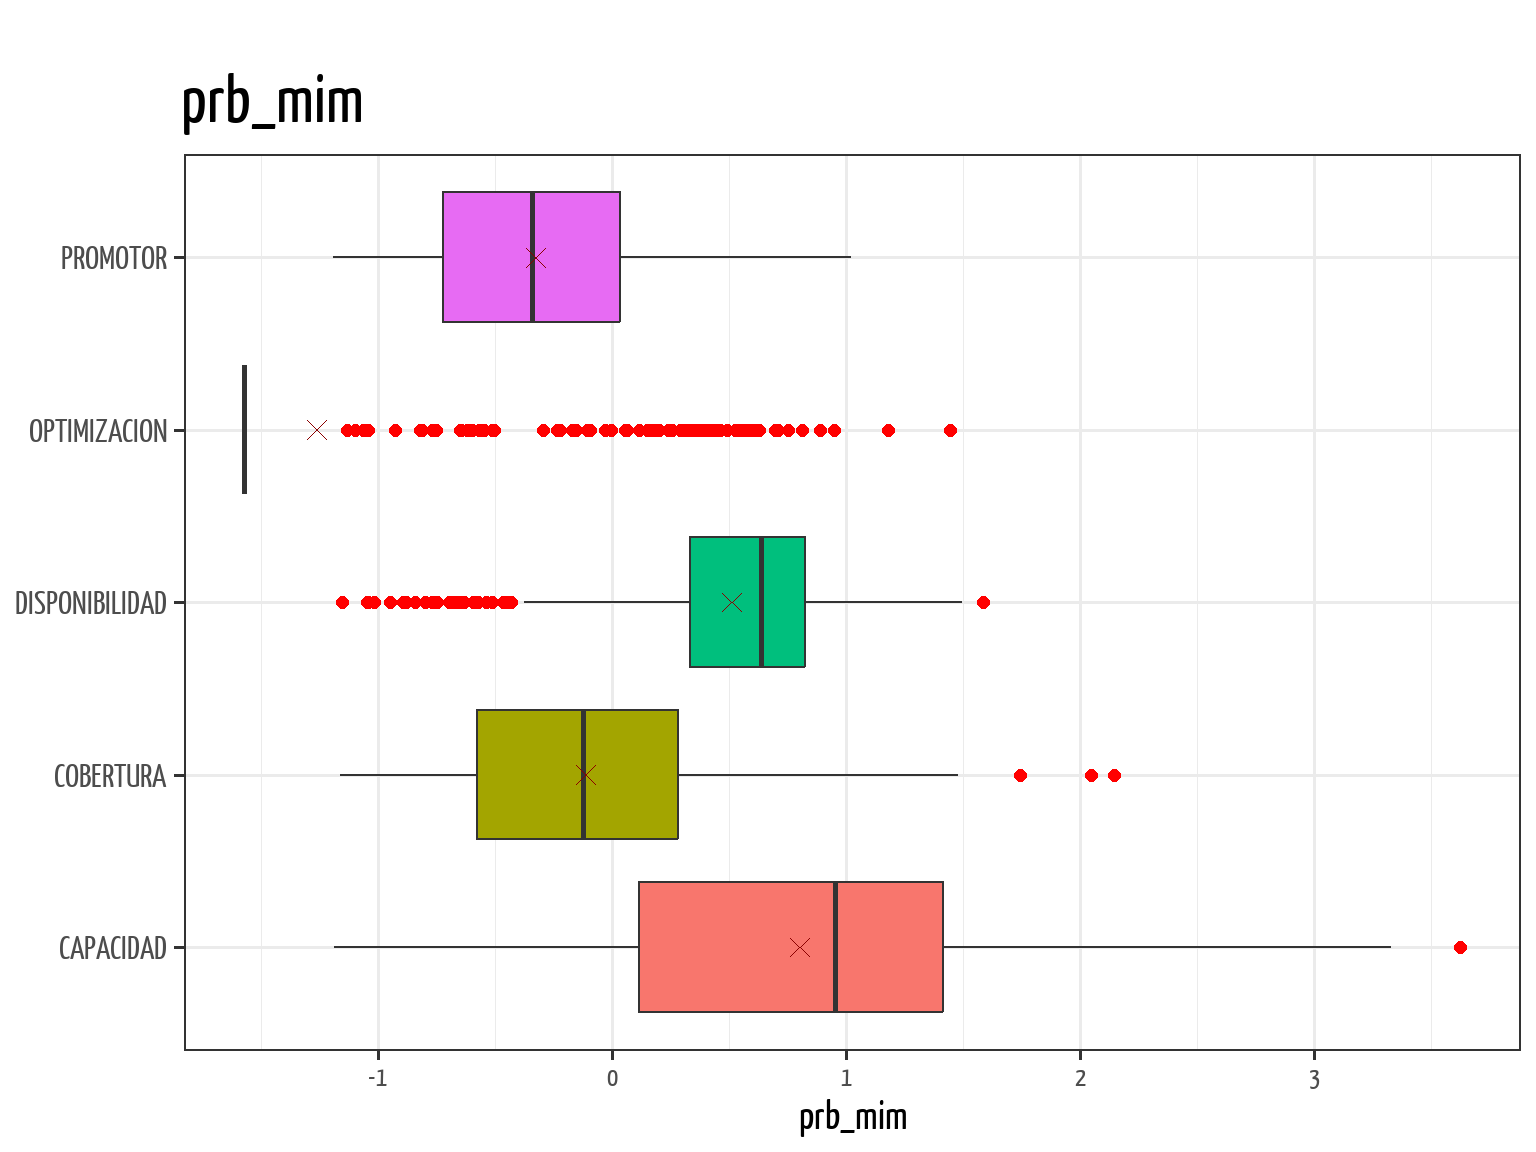 prb_mim
PROMOTOR
OPTIMIZACION
DISPONIBILIDAD
COBERTURA
CAPACIDAD
-1 0 1 2 3
prb_mim